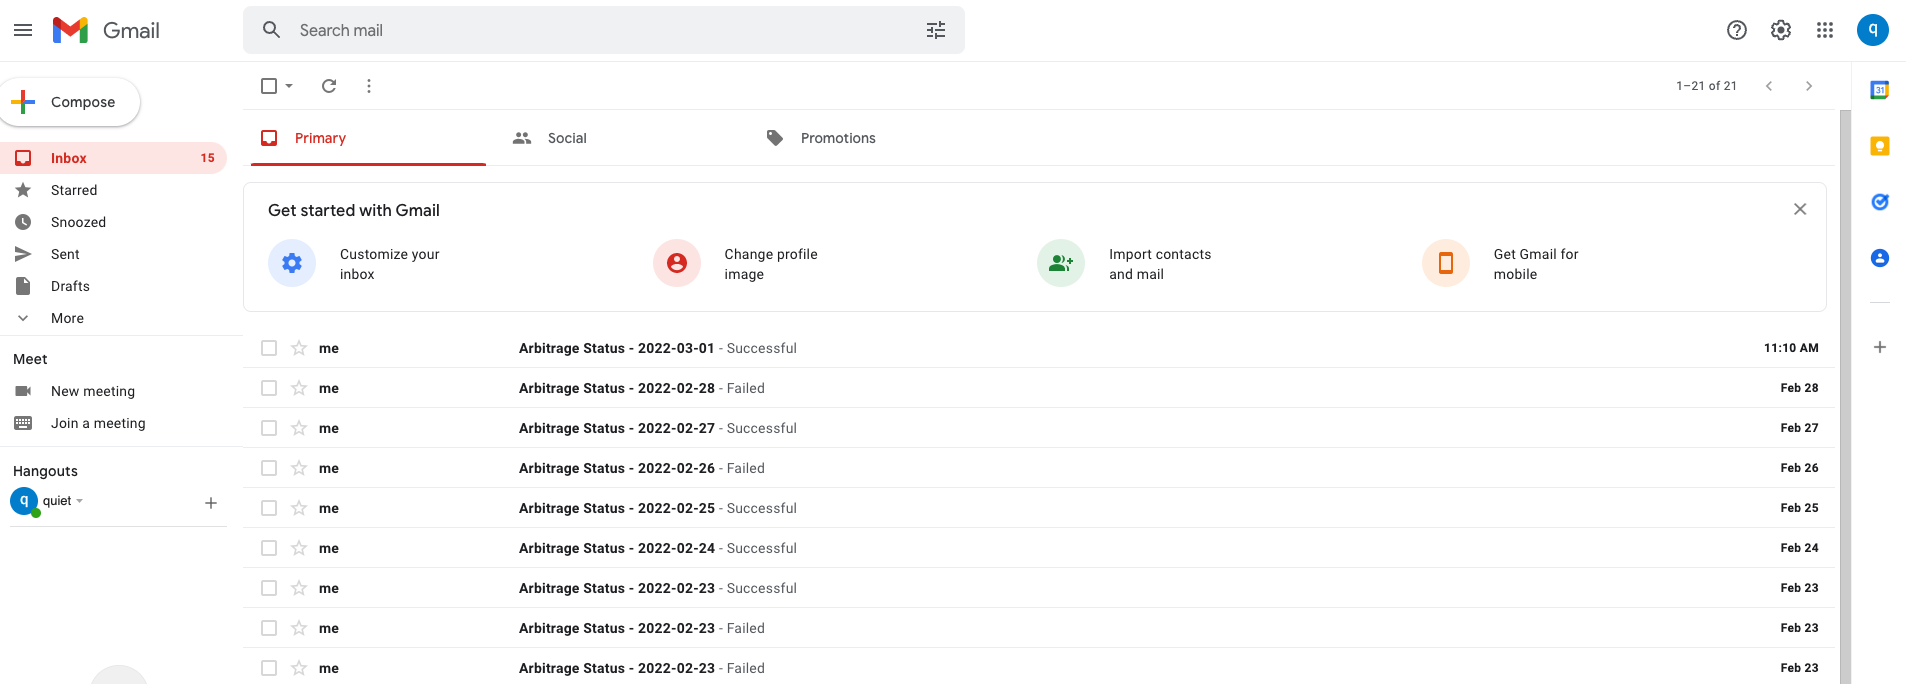 Gmail
Search mail
q
Compose
1–21 of 21
31
Primary
Social
Promotions
Inbox 15
Starred
Snoozed
Sent
Drafts
More
Meet
New meeting
Join a meeting
Hangouts
q quiet
Get started with Gmail
Customize your
inbox
Change profile
image
Import contacts
and mail
Get Gmail for
mobile
me Arbitrage Status - 2022-03-01 - Successful 11:10 AM
me Arbitrage Status - 2022-02-28 - Failed Feb 28
me Arbitrage Status - 2022-02-27 - Successful Feb 27
me Arbitrage Status - 2022-02-26 - Failed Feb 26
me Arbitrage Status - 2022-02-25 - Successful Feb 25
me Arbitrage Status - 2022-02-24 - Successful Feb 24
me Arbitrage Status - 2022-02-23 - Successful Feb 23
me Arbitrage Status - 2022-02-23 - Failed Feb 23
me Arbitrage Status - 2022-02-23 - Failed Feb 23